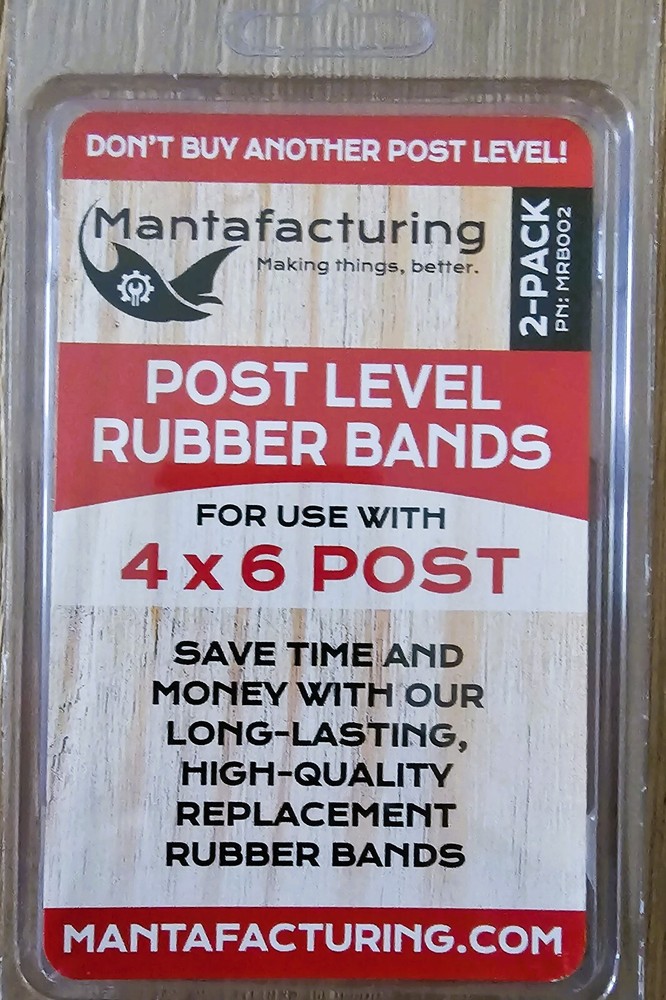 DON'T BUY ANOTHER POST LEVEL!
Mantafacturing
Making things, better.
2-PACK
PN: MRB002
POST LEVEL
RUBBER BANDS
FOR USE WITH
4 x 6 POST
SAVE TIME AND
MONEY WITH OUR
LONG-LASTING,
HIGH-QUALITY
REPLACEMENT
RUBBER BANDS
MANTAFACTURING.COM